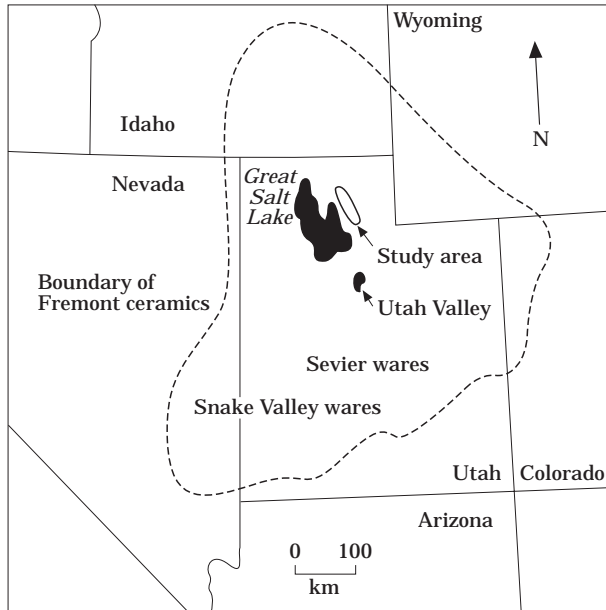 Wyoming
Idaho
N
Nevada
Great
Salt
Lake
Study area
Boundary of
Fremont ceramics
Utah Valley
Sevier wares
Snake Valley wares
Utah
Colorado
Arizona
0 100
km